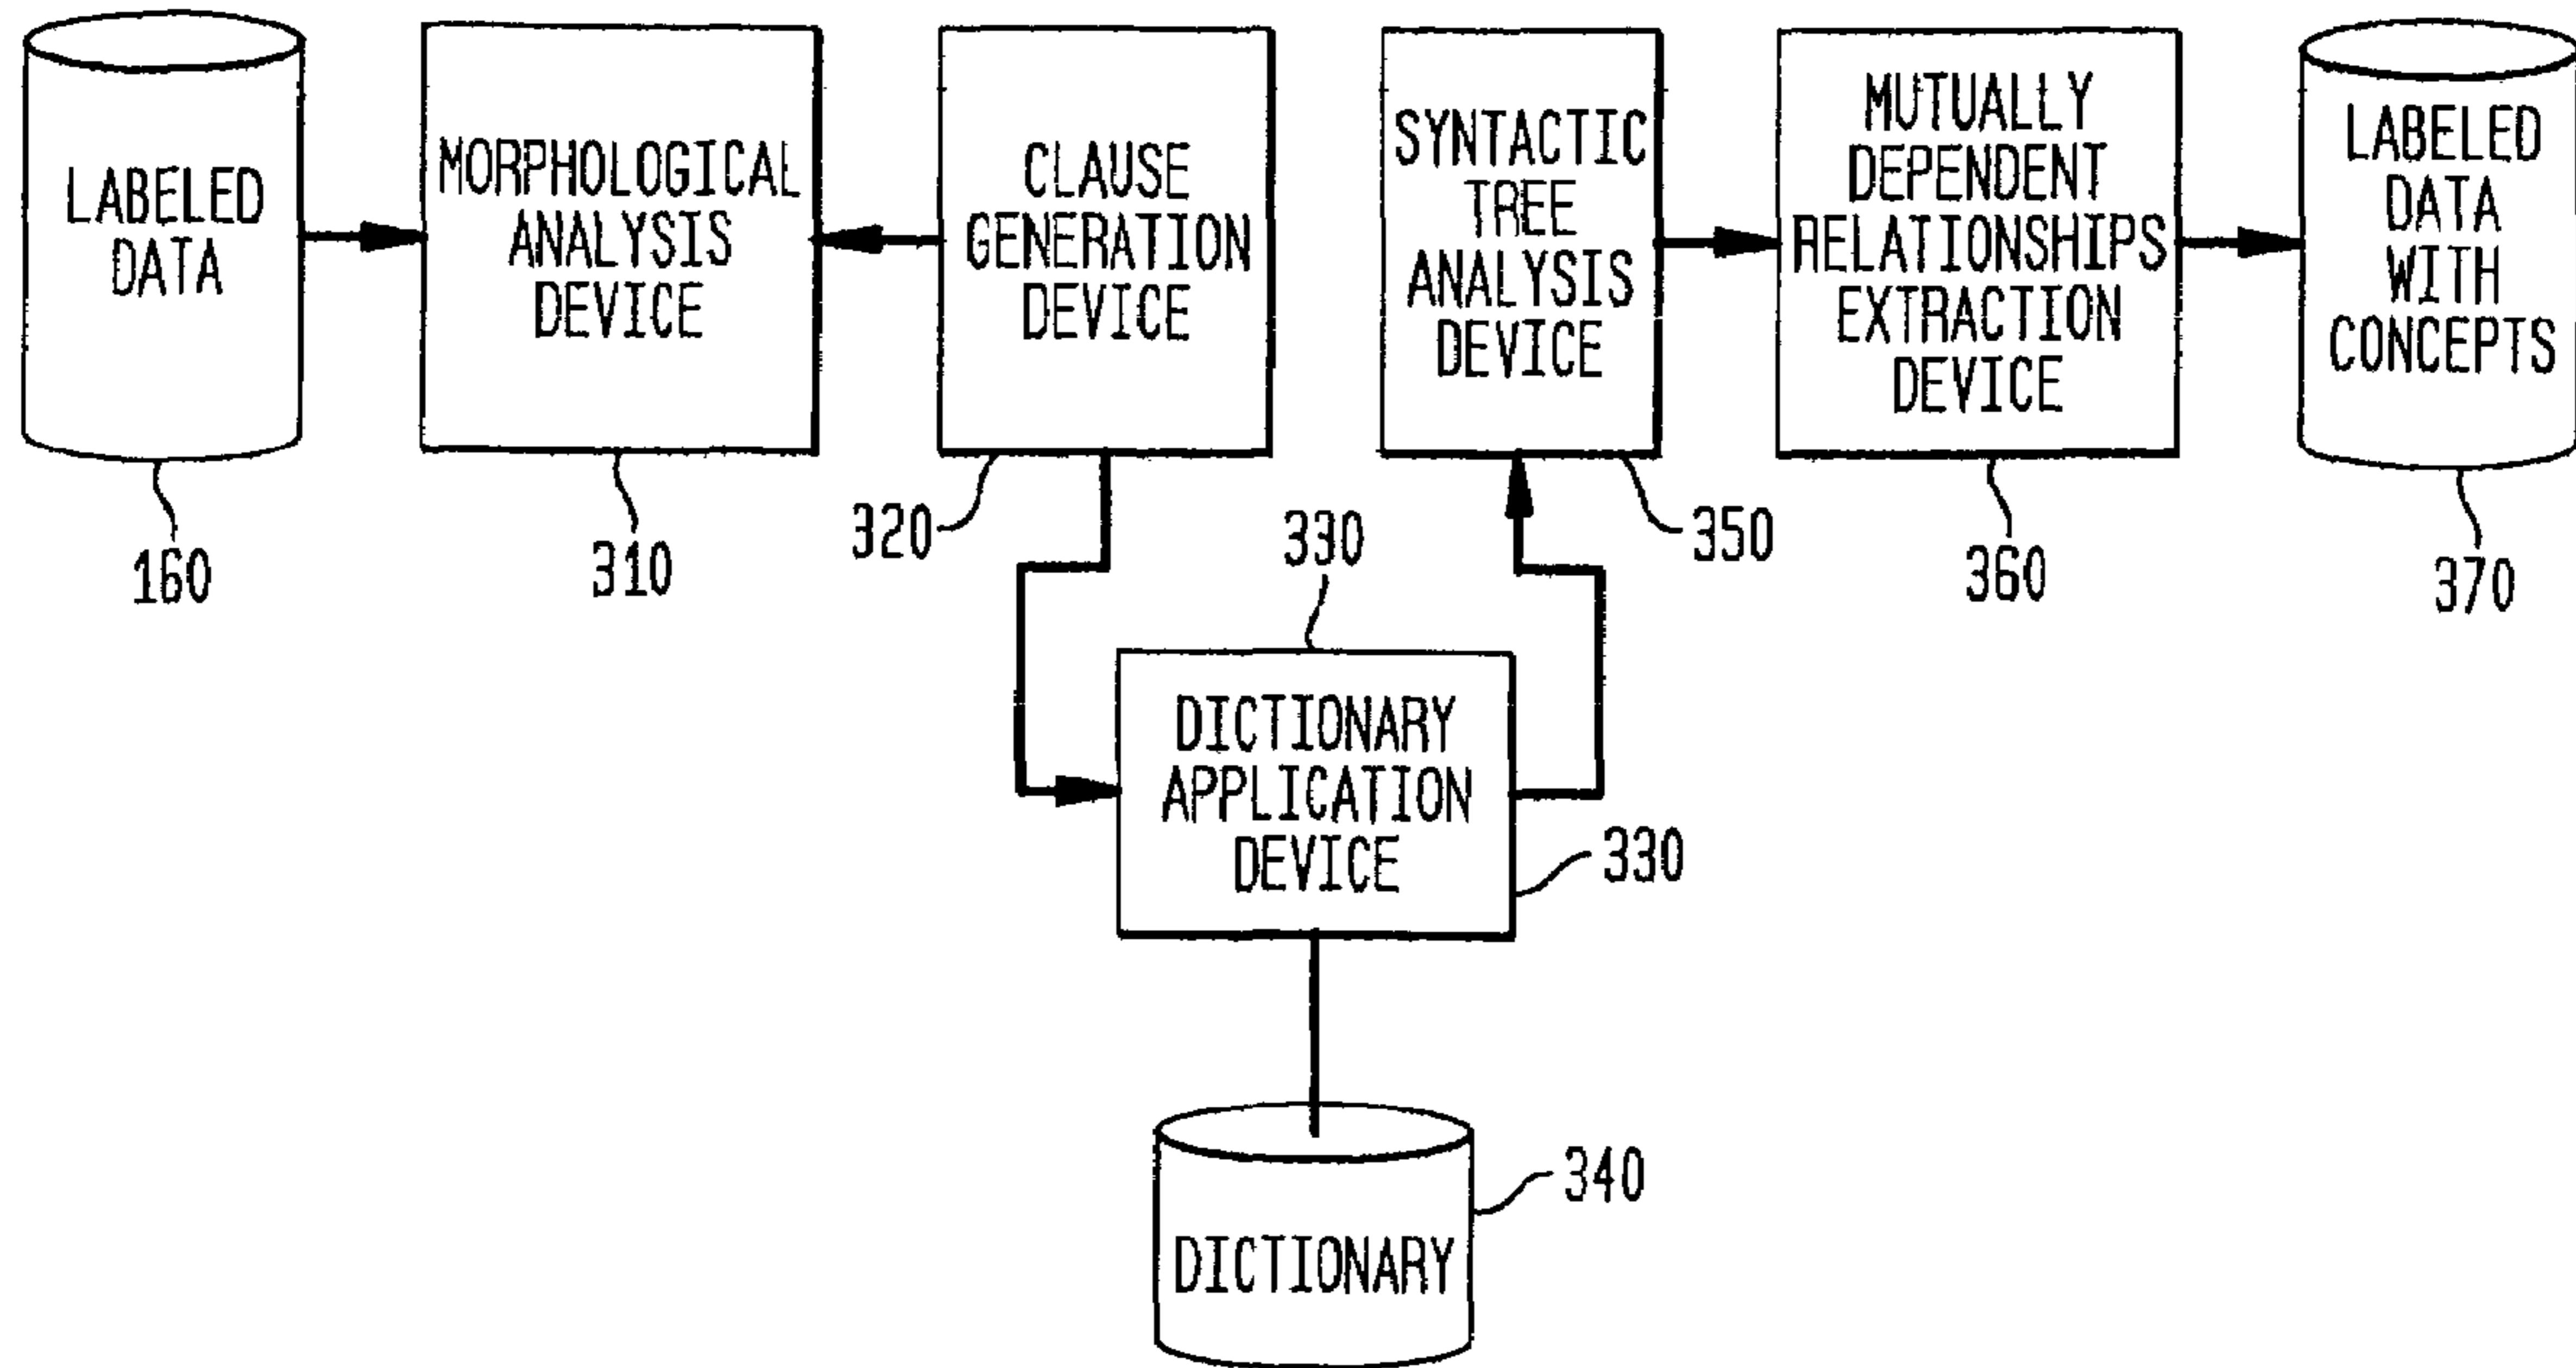 LABELED
DATA
160
MORPHOLOGICAL
ANALYSIS
DEVICE
310
CLAUSE
GENERATION
DEVICE
320
SYNTACTIC
TREE
ANALYSIS
DEVICE
350
MUTUALLY
DEPENDENT
RELATIONSHIPS
EXTRACTION
DEVICE
360
LABELED
DATA
WITH
CONCEPTS
370
330
DICTIONARY
APPLICATION
DEVICE
330
DICTIONARY
340